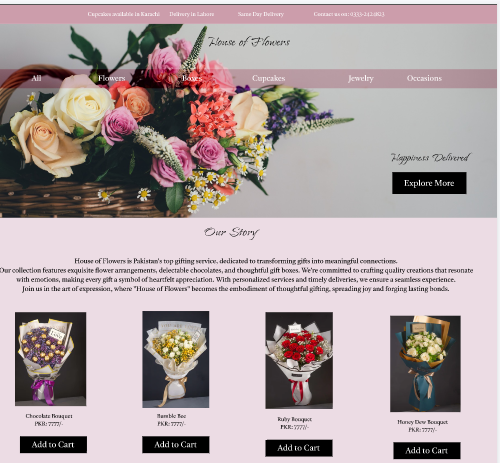 Cupcakes available in Karachi Delivery in Lahore Same Day Delivery Contact us on: 0335 2423823
House of Flowers
All Flowers Boxes Cupcakes Jewelry Occasions
Happiness Delivered
Explore More
Our Story
House of Flowers is Pakistan's top gifting service, dedicated to transforming gifts into meaningful connections.
Our collection features exquisite flower arrangements, delectable chocolates, and thoughtful gift boxes. We're committed to crafting quality creations that resonate
with emotions, making every gift a symbol of heartfelt appreciation. With personalized services and timely deliveries, we ensure a seamless experience.
Join us in the art of expression, where "House of Flowers" becomes the embodiment of thoughtful gifting, spreading joy and forging lasting bonds.
Chocolate Bouquet
PKR: 7777/-
Add to Cart
Bumble Bee
PKR: 7777/-
Add to Cart
Ruby Bouquet
PKR: 7777/-
Add to Cart
Honey Dew Bouquet
PKR: 7777/-
Add to Cart